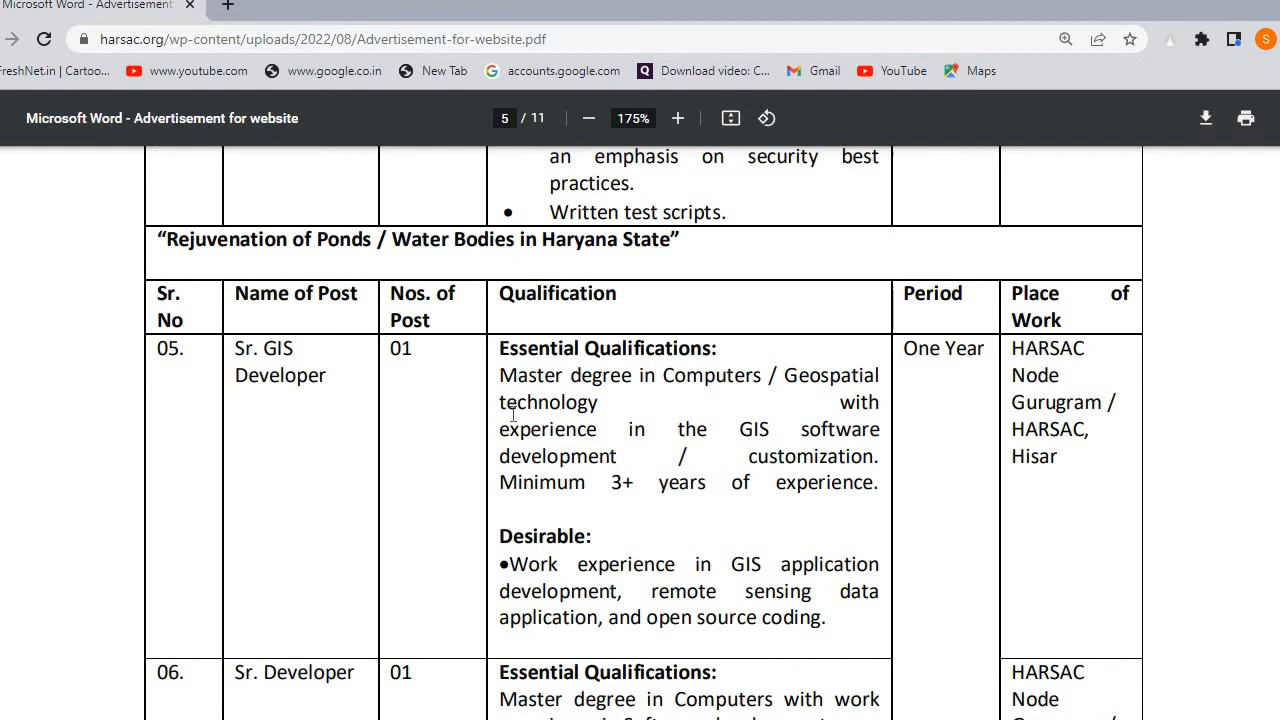 Microsoft Word - Advertisement
harsac.org/wp-content/uploads/2022/08/Advertisement-for-website.pdf
S
FreshNet.in | Cartoo...
www.youtube.com
www.google.co.in
New Tab
accounts.google.com
Download video: C...
Gmail
YouTube
Maps
Microsoft Word - Advertisement for website
5 / 11
175%
an emphasis on security best
practices.
• Written test scripts.
“Rejuvenation of Ponds / Water Bodies in Haryana State”
Sr. No
Name of Post
Nos. of Post
Qualification
Period
Place of Work
05.
Sr. GIS
Developer
01
Essential Qualifications:
Master degree in Computers / Geospatial
technology with
experience in the GIS software
development / customization.
Minimum 3+ years of experience.
Desirable:
•Work experience in GIS application
development, remote sensing data
application, and open source coding.
One Year
HARSAC
Node
Gurugram /
HARSAC,
Hisar
06.
Sr. Developer
01
Essential Qualifications:
Master degree in Computers with work
HARSAC
Node